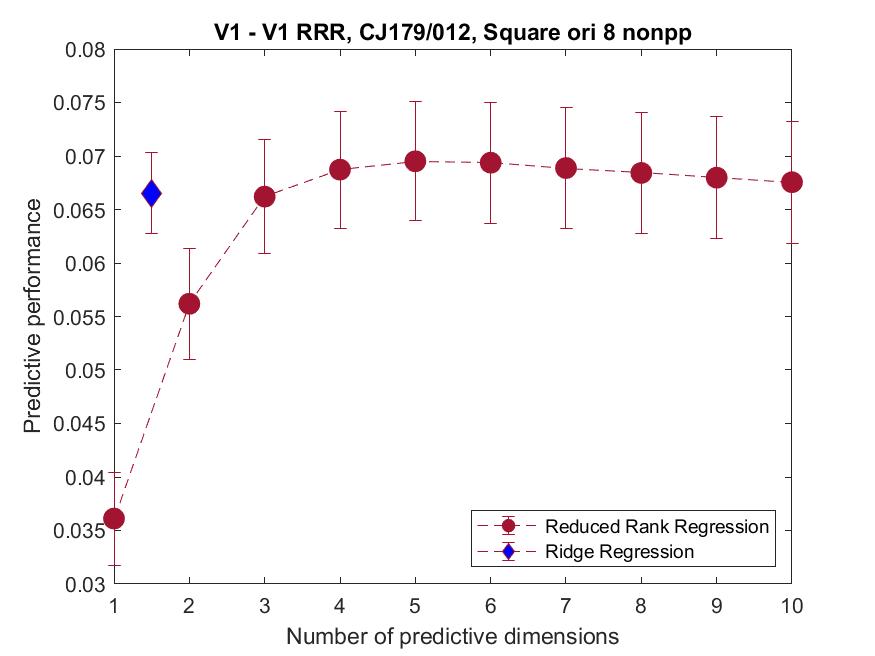 V1 - V1 RRR, CJ179/012, Square ori 8 nonpp
0.08
0.075
0.07
0.065
0.06
0.055
0.05
0.045
0.04
0.035
0.03
Predictive performance
Reduced Rank Regression
Ridge Regression
1 2 3 4 5 6 7 8 9 10
Number of predictive dimensions